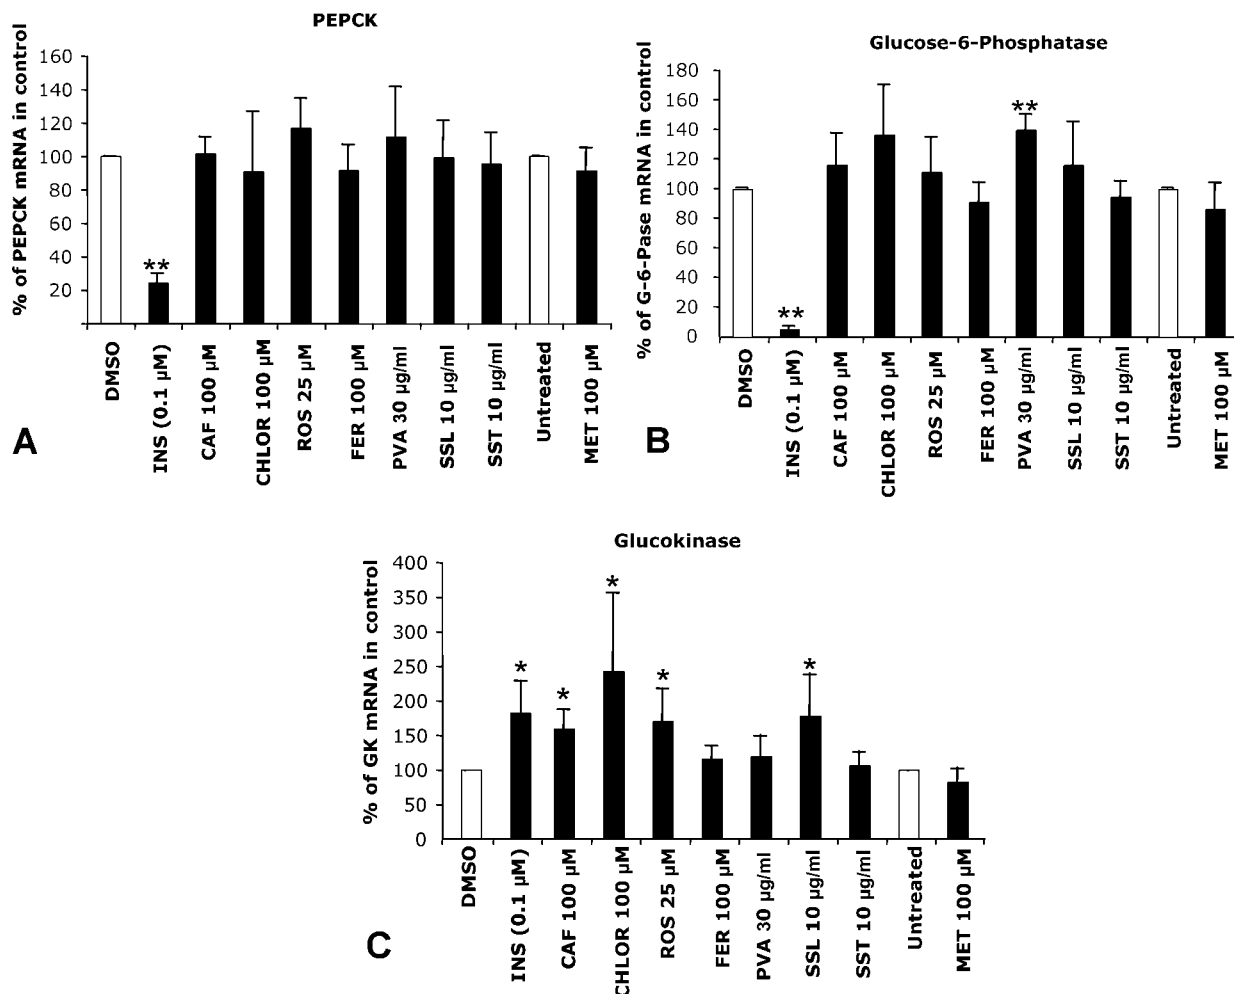 PEPCK
% of PEPCK mRNA in control
160
140
120
100
80
60
40
20
**
DMSO
INS (0.1 µM)
CAF 100 µM
CHLOR 100 µM
ROS 25 µM
FER 100 µM
PVA 30 µg/ml
SSL 10 µg/ml
SST 10 µg/ml
Untreated
MET 100 µM
A
Glucose-6-Phosphatase
% of G-6-Pase mRNA in control
180
160
140
120
100
80
60
40
20
0
**
**
DMSO
INS (0.1 µM)
CAF 100 µM
CHLOR 100 µM
ROS 25 µM
FER 100 µM
PVA 30 µg/ml
SSL 10 µg/ml
SST 10 µg/ml
Untreated
MET 100 µM
B
Glucokinase
% of GK mRNA in control
400
350
300
250
200
150
100
50
0
*
*
*
*
*
DMSO
INS (0.1 µM)
CAF 100 µM
CHLOR 100 µM
ROS 25 µM
FER 100 µM
PVA 30 µg/ml
SSL 10 µg/ml
SST 10 µg/ml
Untreated
MET 100 µM
C